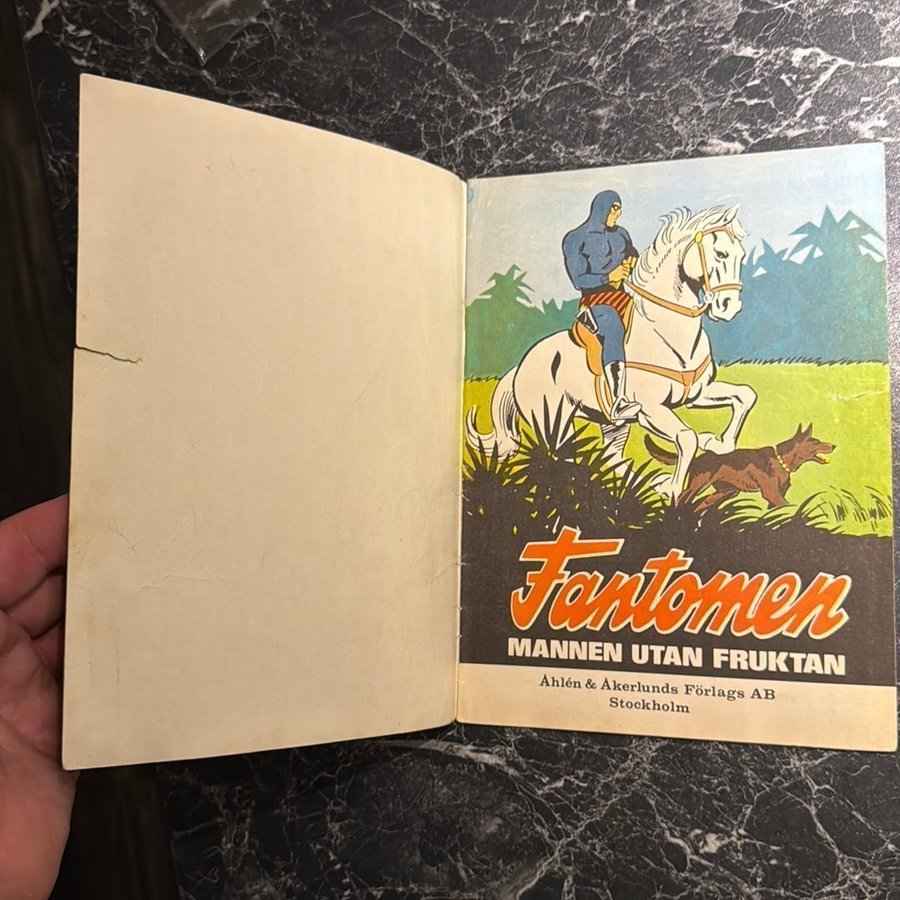 Fantomen
MANNEN UTAN FRUKTAN
Åhlén & Åkerlunds Förlags AB
Stockholm